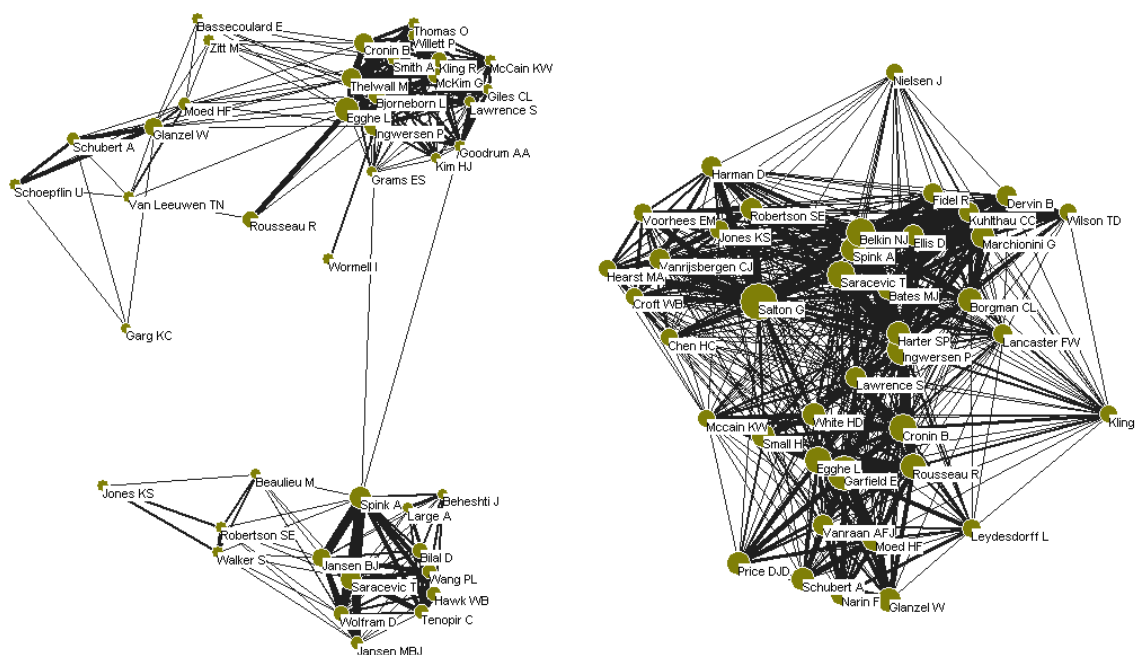 Bassecoulard E
Thomas O
Zitt M
Willett P
Cronin B
Smith A
Kling R
McCain KW
McKim G
Thelwall M
Giles CL
Bjorneborn L
Lawrence S
Moed HF
Egghe L
Glanzel W
Ingwersen P
Schubert A
Goodrum AA
Kim HJ
Grams ES
Schoepflin U
Van Leeuwen TN
Rousseau R
Wormell I
Garg KC
Jones KS
Beaulieu M
Spink A
Beheshti J
Large A
Robertson SE
Walker S
Jansen BJ
Bilal D
Wang PL
Saracevic T
Hawk WB
Wolfram D
Tenopir C
Jansen MBJ
Nielsen J
Harman D
Fidel R
Dervin B
Voorhees EM
Robertson SE
Kuhlthau CC
Wilson TD
Jones KS
Belkin NJ
Ellis D
Marchionini G
Spink A
Vanrijsbergen CJ
Hearst MA
Saracevic T
Bates MJ
Croft WB
Salton G
Borgman CL
Chen HC
Harter SP
Lancaster FW
Ingwersen P
Lawrence S
Mccain KW
White HD
Kling
Small H
Cronin B
Egghe L
Garfield E
Rousseau R
Vanraan AFJ
Leydesdorff L
Moed HF
Price DJD
Schubert A
Narin F
Glanzel W